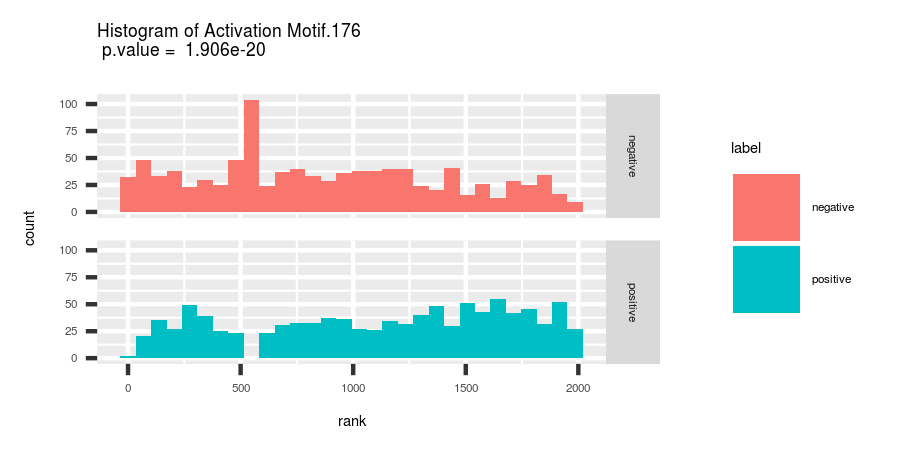 Histogram of Activation Motif.176
p.value = 1.906e-20
100
75
50
25
0
negative
100
75
50
25
0
positive
0 500 1000 1500 2000
rank
count
label
negative
positive